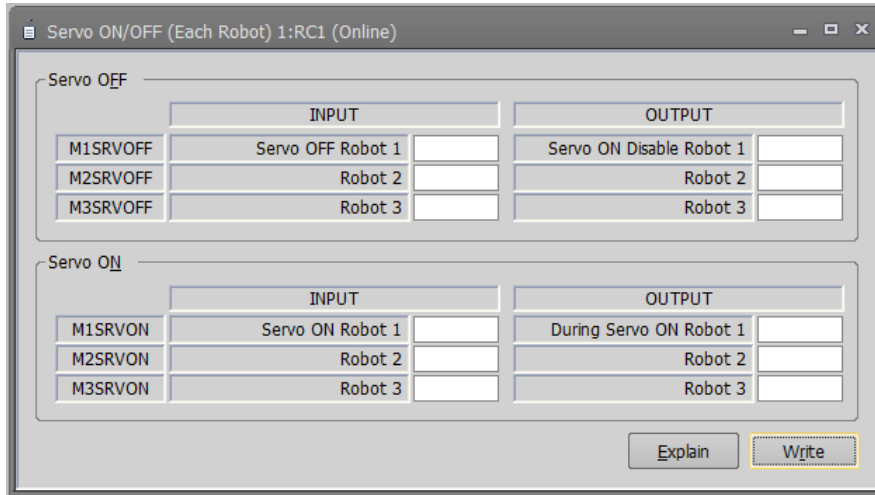 Servo ON/OFF (Each Robot) 1:RC1 (Online)
Servo OFF
INPUT OUTPUT
M1SRVOFF Servo OFF Robot 1 Servo ON Disable Robot 1
M2SRVOFF Robot 2 Robot 2
M3SRVOFF Robot 3 Robot 3
Servo ON
INPUT OUTPUT
M1SRVON Servo ON Robot 1 During Servo ON Robot 1
M2SRVON Robot 2 Robot 2
M3SRVON Robot 3 Robot 3
Explain Write